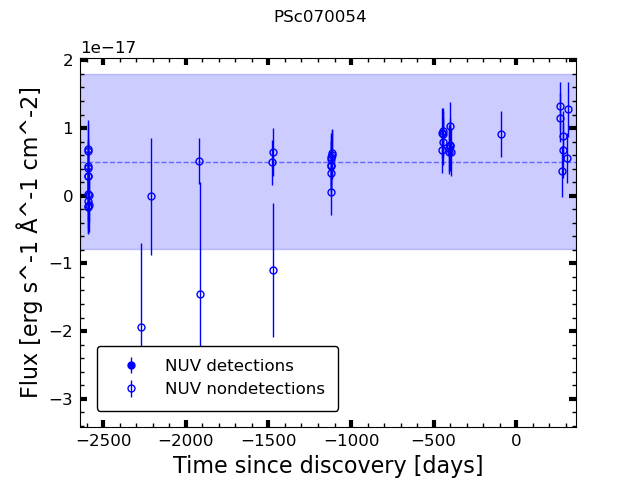 PSc070054
1e−17
2
1
0
−1
−2
−3
Flux [erg s^-1 Å^-1 cm^-2]
NUV detections
NUV nondetections
−2500 −2000 −1500 −1000 −500 0
Time since discovery [days]